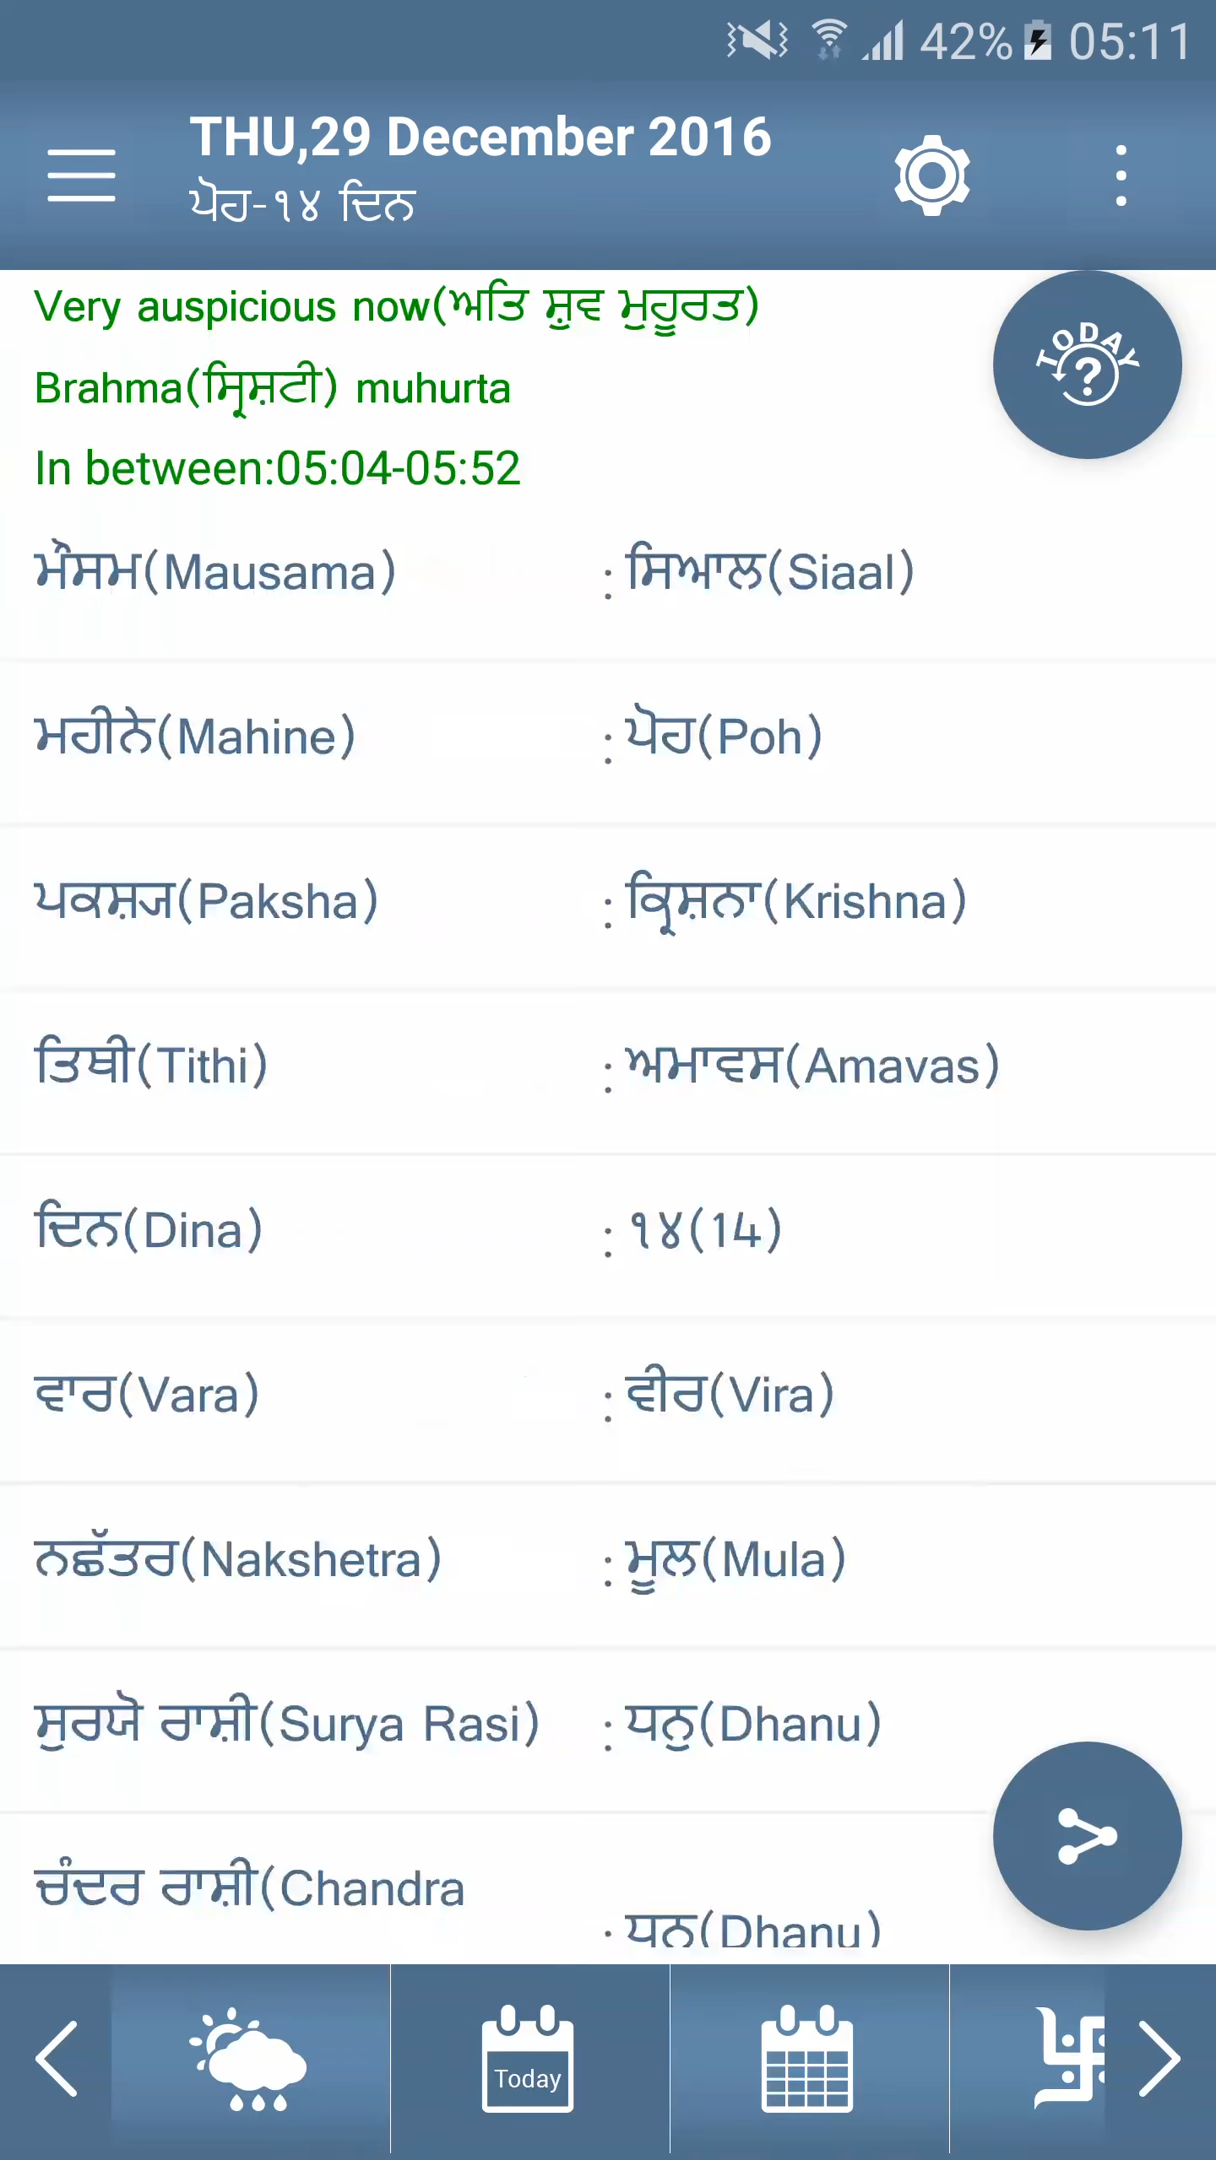 42% 05:11
THU,29 December 2016
ਪੋਹ-੧੪ ਦਿਨ
Very auspicious now(ਅਤਿ ਸ਼ੁਵ ਮੁਹੂਰਤ)
Brahma(ਸ੍ਰਿਸ਼ਟੀ) muhurta
In between:05:04-05:52
TODAY
?
ਮੌਸਮ(Mausama) : ਸਿਆਲ(Siaal)
ਮਹੀਨੇ(Mahine) : ਪੋਹ(Poh)
ਪਕਸ਼੍ਯ(Paksha) : ਕ੍ਰਿਸ਼ਨਾ(Krishna)
ਤਿਥੀ(Tithi) : ਅਮਾਵਸ(Amavas)
ਦਿਨ(Dina) : ੧੪(14)
ਵਾਰ(Vara) : ਵੀਰ(Vira)
ਨਛੱਤਰ(Nakshetra) : ਮੂਲ(Mula)
ਸੁਰਯੋ ਰਾਸ਼ੀ(Surya Rasi) : ਧਨੁ(Dhanu)
ਚੰਦਰ ਰਾਸ਼ੀ(Chandra
: ਧਨੁ(Dhanu)
Today